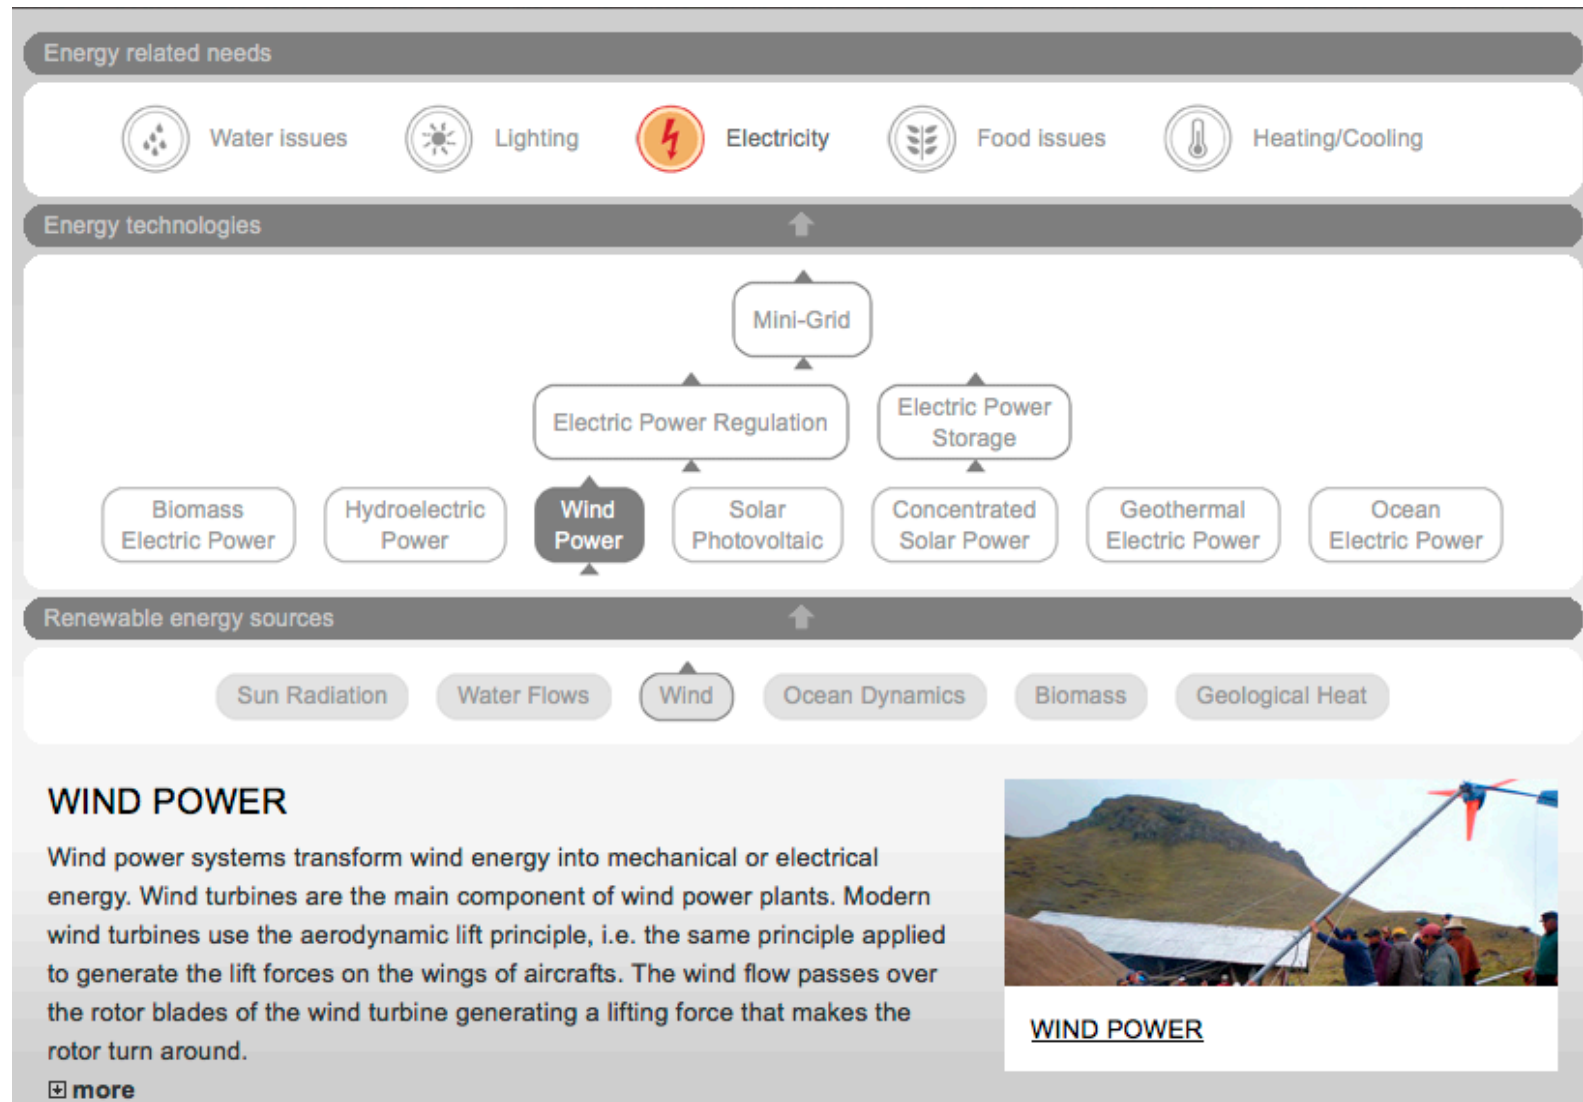 Energy related needs
Water issues
Lighting
Electricity
Food issues
Heating/Cooling
Energy technologies
Mini-Grid
Electric Power Regulation
Electric Power
Storage
Biomass
Electric Power
Hydroelectric
Power
Wind
Power
Solar
Photovoltaic
Concentrated
Solar Power
Geothermal
Electric Power
Ocean
Electric Power
Renewable energy sources
Sun Radiation
Water Flows
Wind
Ocean Dynamics
Biomass
Geological Heat
WIND POWER
Wind power systems transform wind energy into mechanical or electrical
energy. Wind turbines are the main component of wind power plants. Modern
wind turbines use the aerodynamic lift principle, i.e. the same principle applied
to generate the lift forces on the wings of aircrafts. The wind flow passes over
the rotor blades of the wind turbine generating a lifting force that makes the
rotor turn around.
more
WIND POWER